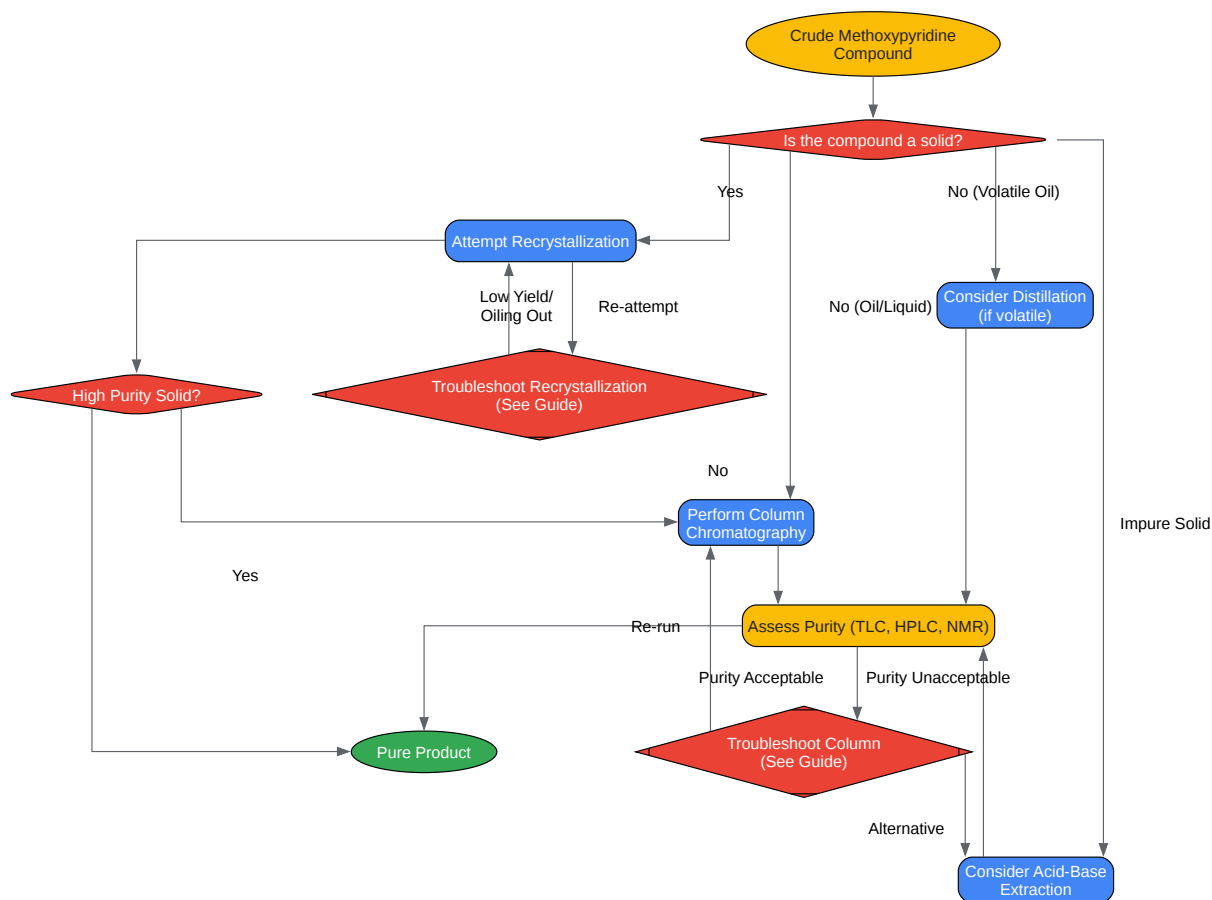 Crude Methoxypyridine
Compound
Is the compound a solid?
Yes
No (Volatile Oil)
Attempt Recrystallization
Low Yield/
Oiling Out
Re-attempt
No (Oil/Liquid)
Consider Distillation
(if volatile)
High Purity Solid?
Troubleshoot Recrystallization
(See Guide)
No
Perform Column
Chromatography
Impure Solid
Yes
Re-run
Assess Purity (TLC, HPLC, NMR)
Purity Acceptable
Purity Unacceptable
Pure Product
Troubleshoot Column
(See Guide)
Alternative
Consider Acid-Base
Extraction